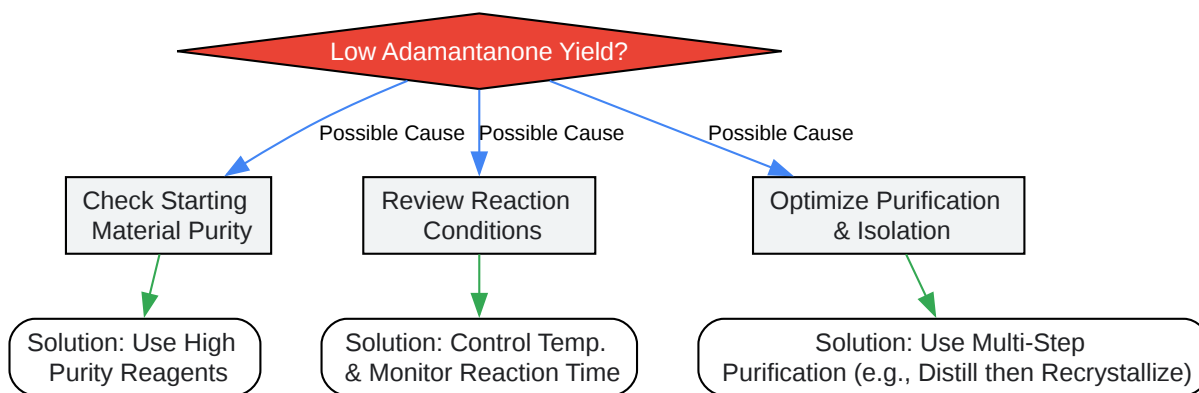 Low Adamantanone Yield?
Possible Cause
Possible Cause
Possible Cause
Check Starting
Material Purity
Review Reaction
Conditions
Optimize Purification
& Isolation
Solution: Use High
Purity Reagents
Solution: Control Temp.
& Monitor Reaction Time
Solution: Use Multi-Step
Purification (e.g., Distill then Recrystallize)